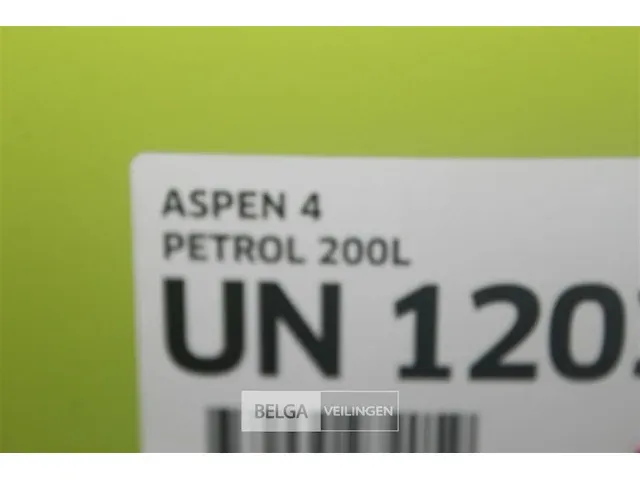 ASPEN 4
PETROL 200L
UN 120
BELGA VEILINGEN